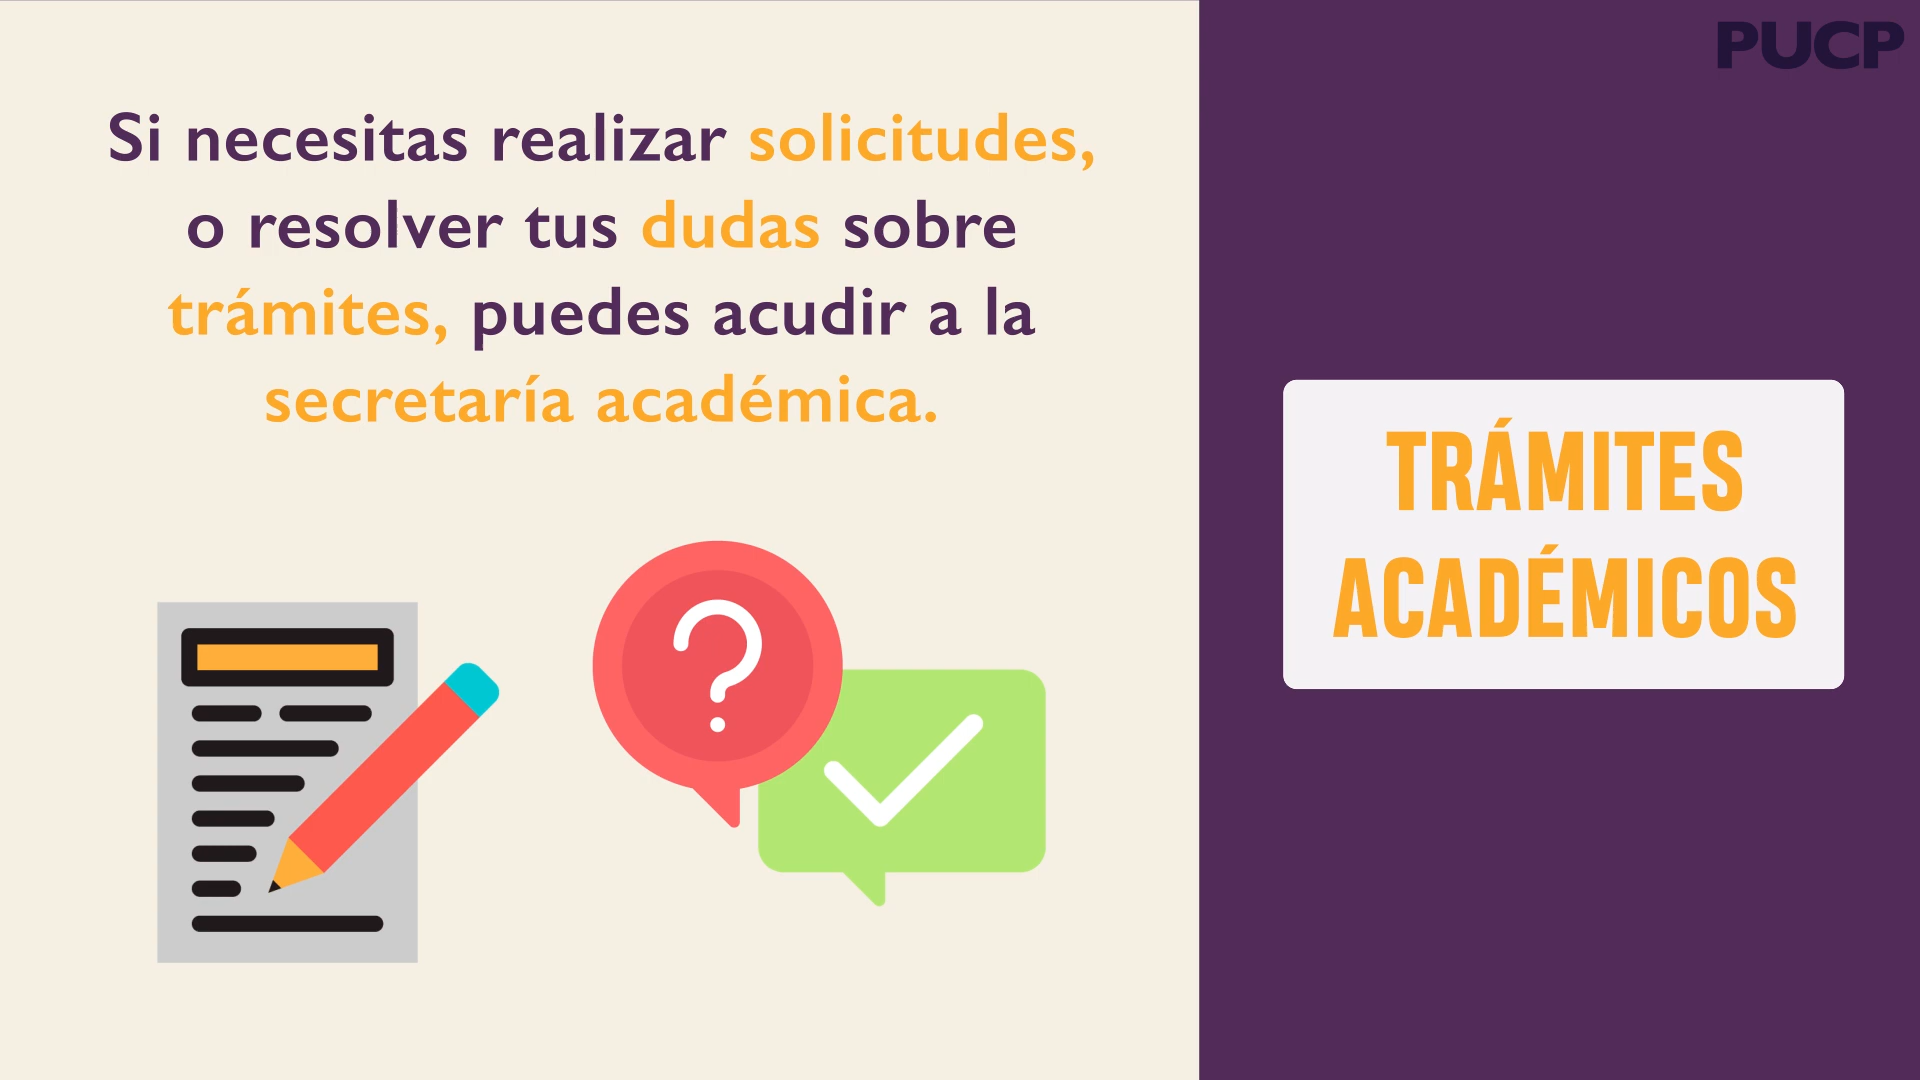 Si necesitas realizar solicitudes,
o resolver tus dudas sobre
trámites, puedes acudir a la
secretaría académica.
PUCP
TRÁMITES
ACADÉMICOS